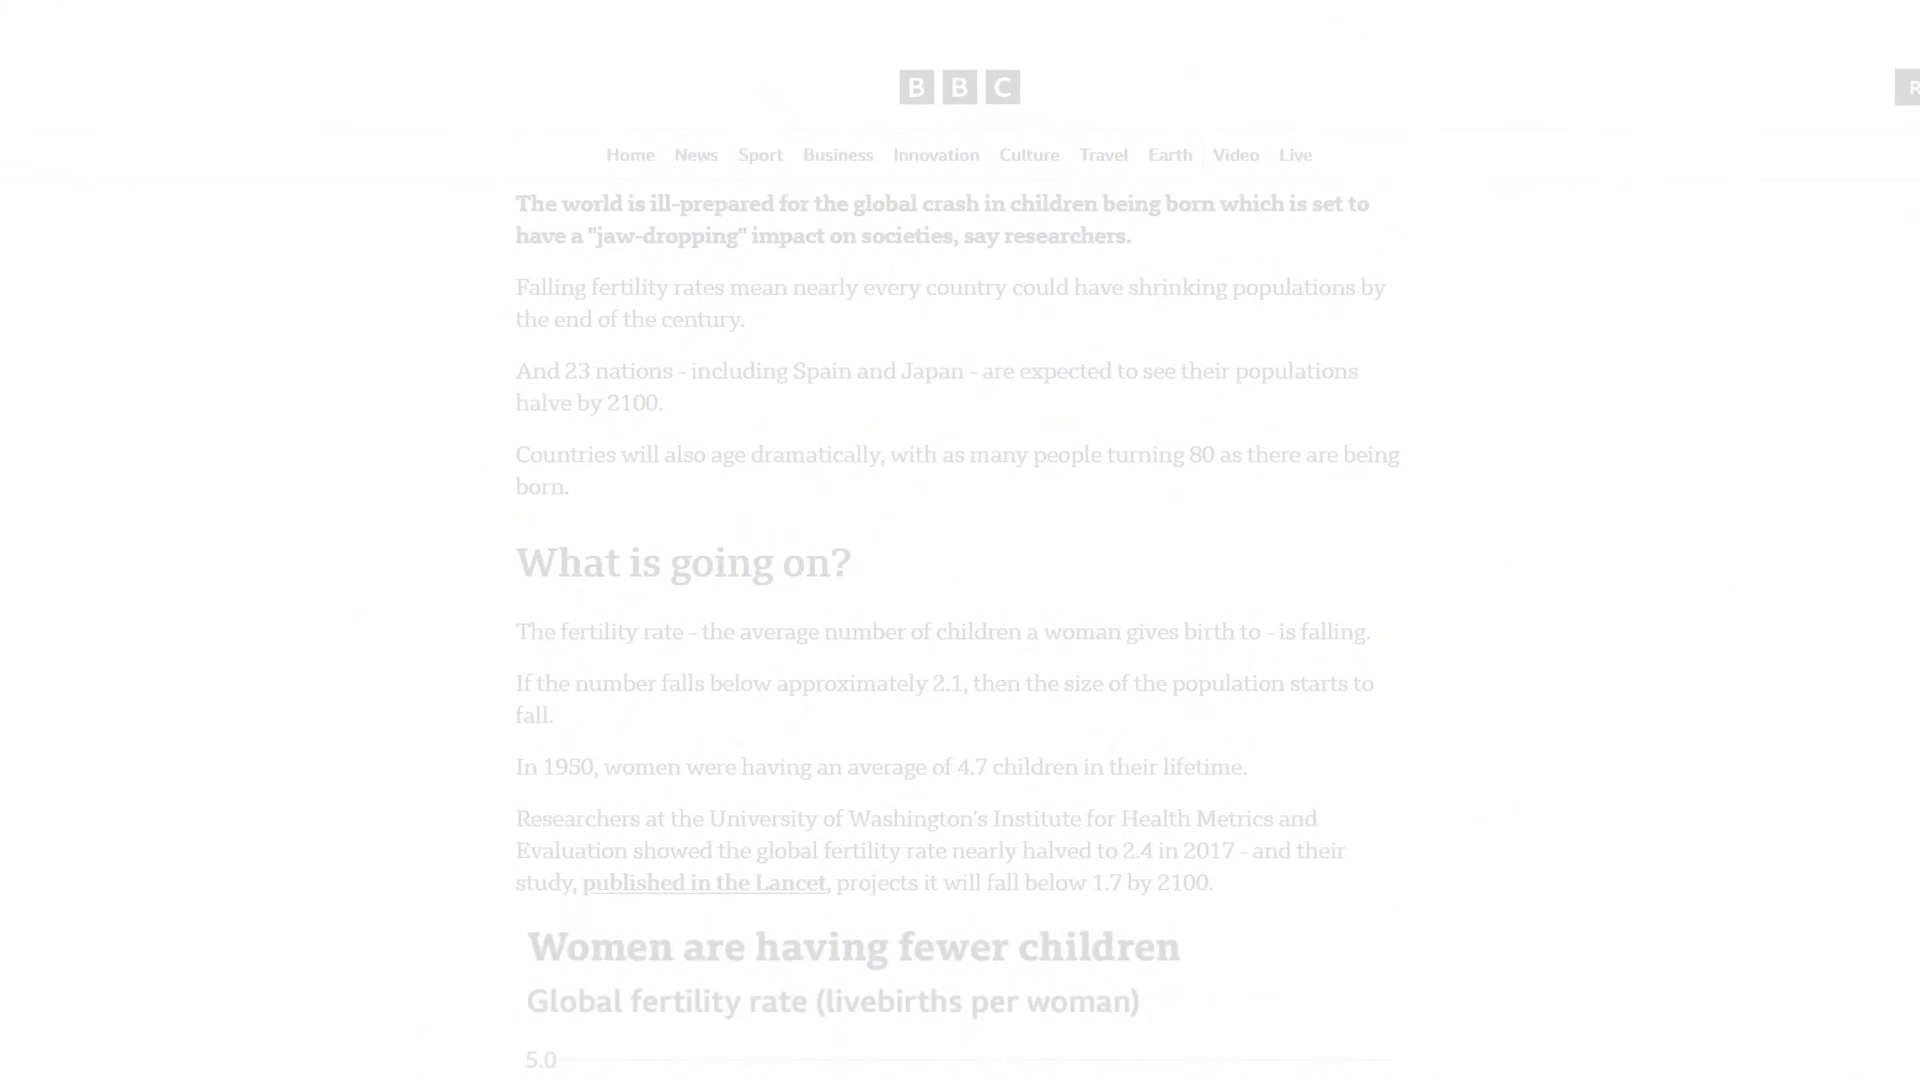 BBC
R
Home News Sport Business Innovation Culture Travel Earth Video Live
The world is ill-prepared for the global crash in children being born which is set to
have a "jaw-dropping" impact on societies, say researchers.
Falling fertility rates mean nearly every country could have shrinking populations by
the end of the century.
And 23 nations - including Spain and Japan - are expected to see their populations
halve by 2100.
Countries will also age dramatically, with as many people turning 80 as there are being
born.
What is going on?
The fertility rate - the average number of children a woman gives birth to - is falling.
If the number falls below approximately 2.1, then the size of the population starts to
fall.
In 1950, women were having an average of 4.7 children in their lifetime.
Researchers at the University of Washington's Institute for Health Metrics and
Evaluation showed the global fertility rate nearly halved to 2.4 in 2017 - and their
study, published in the Lancet, projects it will fall below 1.7 by 2100.
Women are having fewer children
Global fertility rate (livebirths per woman)
5.0